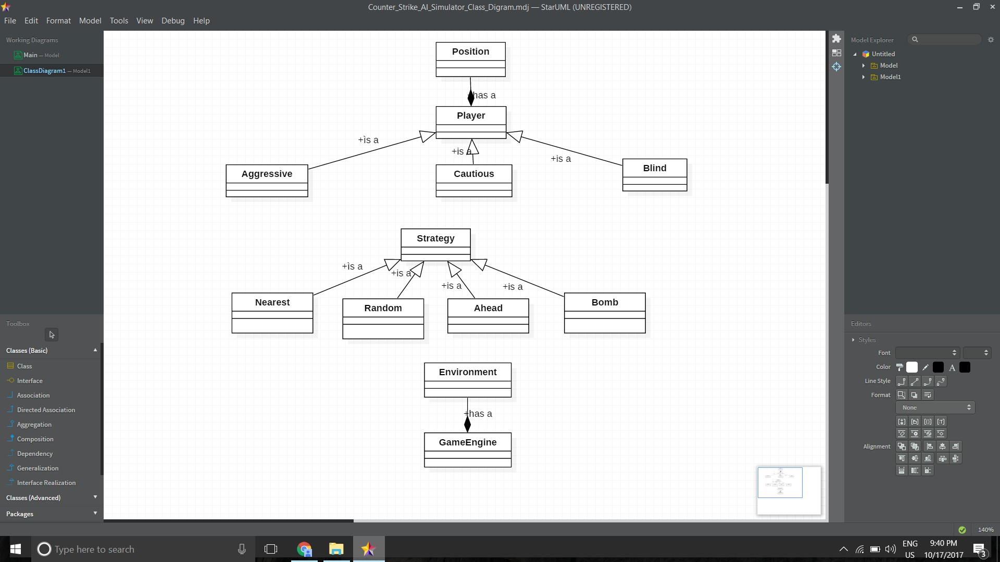 Counter_Strike_AI_Simulator_Class_Digram.mdj — StarUML (UNREGISTERED)
File Edit Format Model Tools View Debug Help
Working Diagrams
Main — Model
ClassDiagram1 — Model1
Toolbox
Classes (Basic)
Class
Interface
Association
Directed Association
Aggregation
Composition
Dependency
Generalization
Interface Realization
Classes (Advanced)
Packages
Position
+has a
Player
+is a
+is a
+is a
Aggressive
Cautious
Blind
Strategy
+is a
+is a
+is a
+is a
Nearest
Random
Ahead
Bomb
Environment
+has a
GameEngine
Model Explorer
Untitled
Model
Model1
Editors
Styles
Font
Color
A
Line Style
Format
None
Alignment
140%
Type here to search
ENG
US
9:40 PM
10/17/2017
3